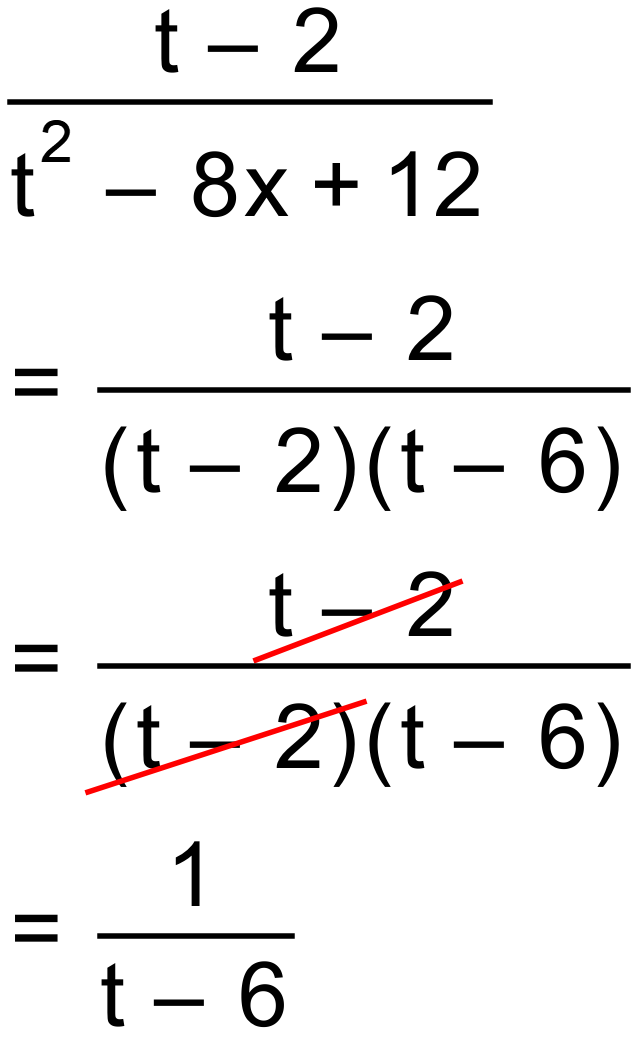 t – 2
t² – 8x + 12
= t – 2
(t – 2)(t – 6)
= t – 2
(t – 2)(t – 6)
= 1
t – 6